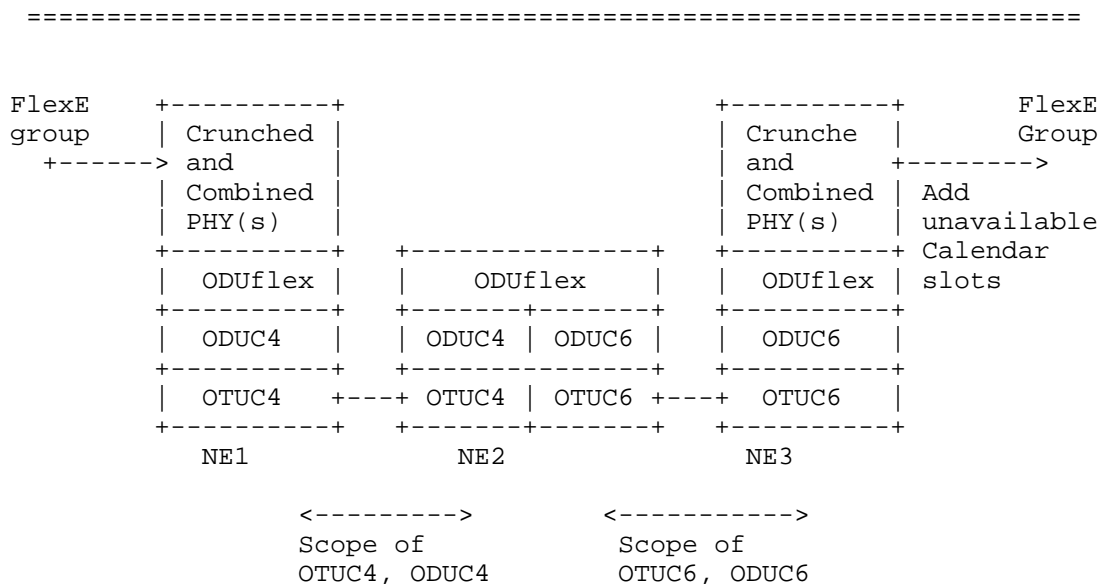 ====================================================================
FlexE +----------+ +----------+ FlexE
group | Crunched | | Crunche | Group
+------> and | | and +-------->
| Combined | | Combined | Add
| PHY(s) | | PHY(s) | unavailable
+----------+ +---------------+ +----------+ Calendar
| ODUflex | | ODUflex | | ODUflex | slots
+----------+ +-------+-------+ +----------+
| ODUC4 | | ODUC4 | ODUC6 | | ODUC6 |
+----------+ +---------------+ +----------+
| OTUC4 +---+ OTUC4 | OTUC6 +---+ OTUC6 |
+----------+ +-------+-------+ +----------+
NE1 NE2 NE3
<---------> <----------->
Scope of Scope of
OTUC4, ODUC4 OTUC6, ODUC6